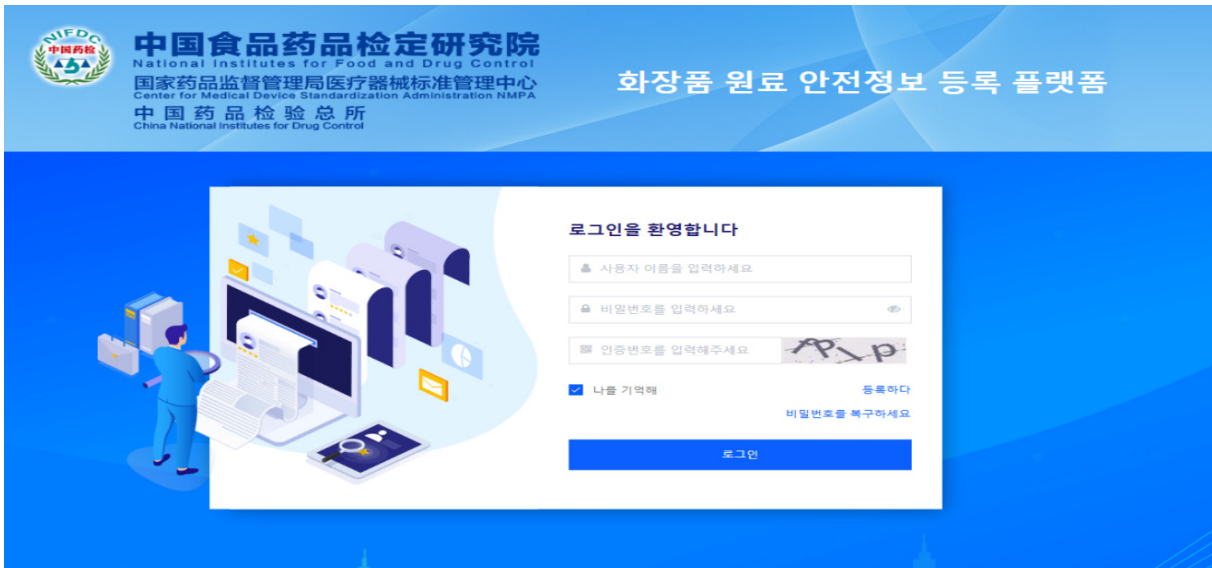 NIFDC
中国药检
中国食品药品检定研究院
National Institutes for Food and Drug Control
国家药品监督管理局医疗器械标准管理中心
Center for Medical Device Standardization Administration NMPA
中国药品检验总所
China National Institutes for Drug Control
화장품 원료 안전정보 등록 플랫폼
로그인을 환영합니다
사용자 이름을 입력하세요
비밀번호를 입력하세요
인증번호를 입력해주세요
나를 기억해
등록하다
비밀번호를 복구하세요
로그인